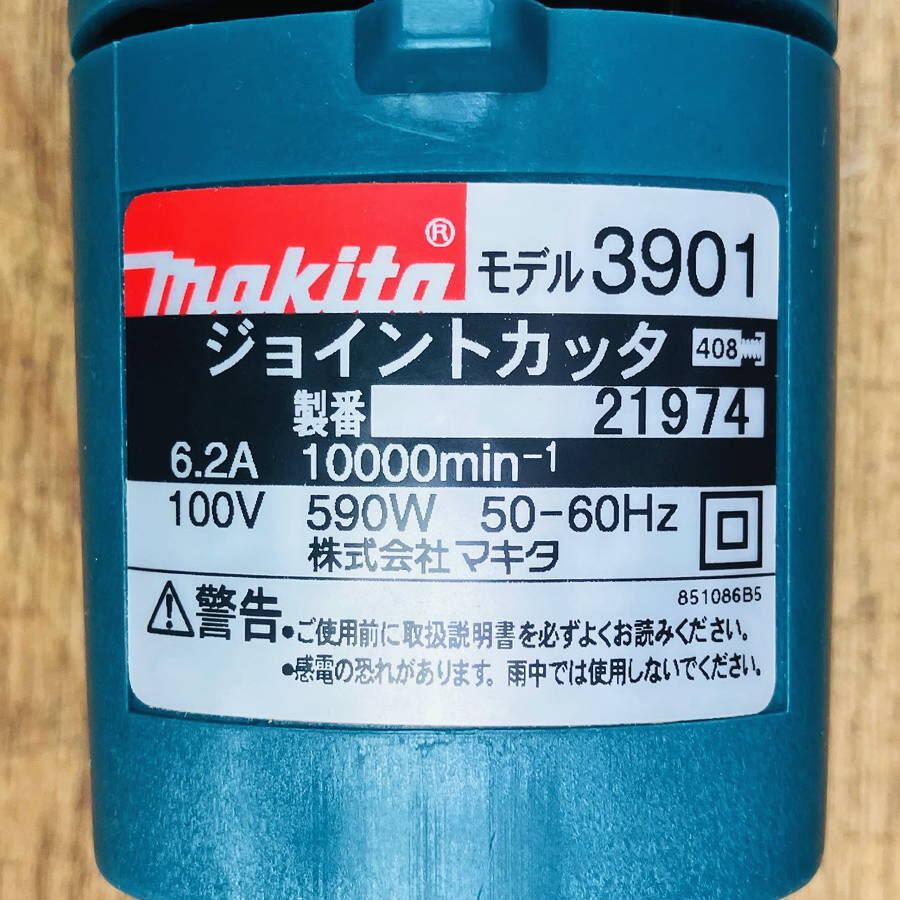 makita® モデル 3901
ジョイントカッタ 408
製番 21974
6.2A 10000min⁻¹
100V 590W 50-60Hz
株式会社マキタ
851086B5
⚠警告 •ご使用前に取扱説明書を必ずよくお読みください。
•感電の恐れがあります。雨中では使用しないでください。